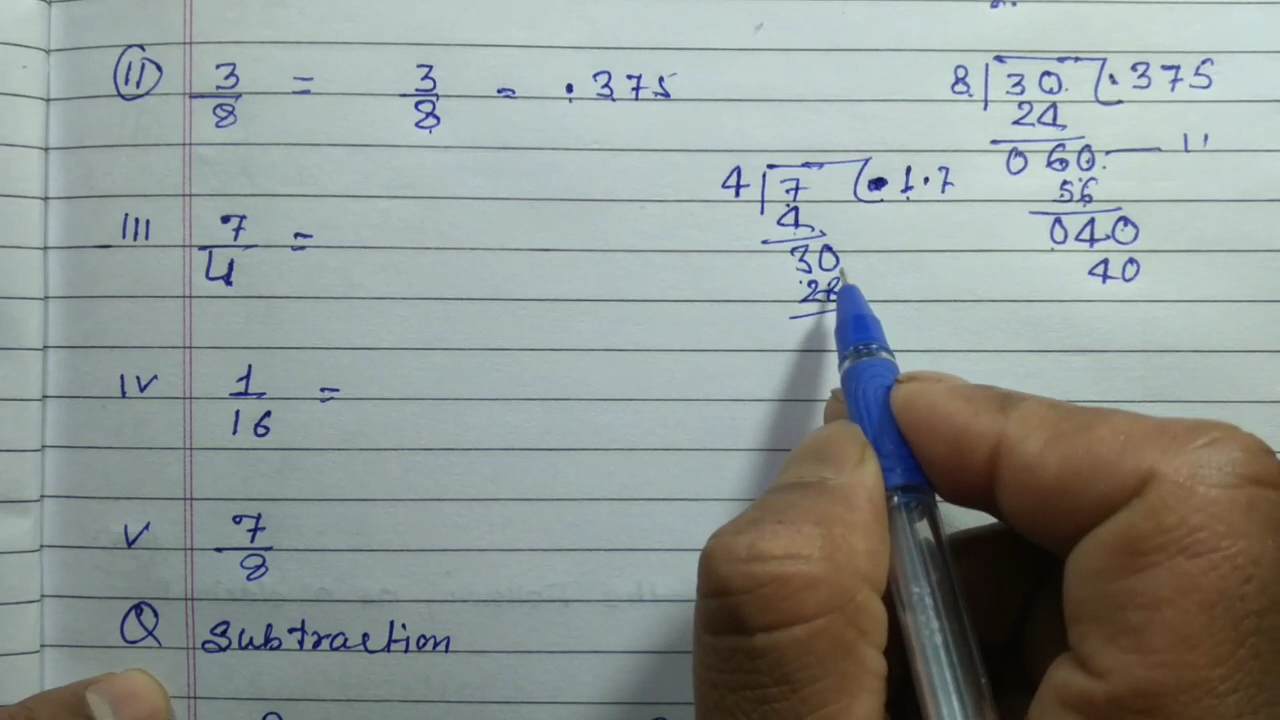 II 3/8 = 3/8 = .375
8 30 .375
24
060 — 11
56
040
40
4 7 1.7
4
30
28
III 7/4 =
IV 1/16 =
V 7/8
Q Subtraction